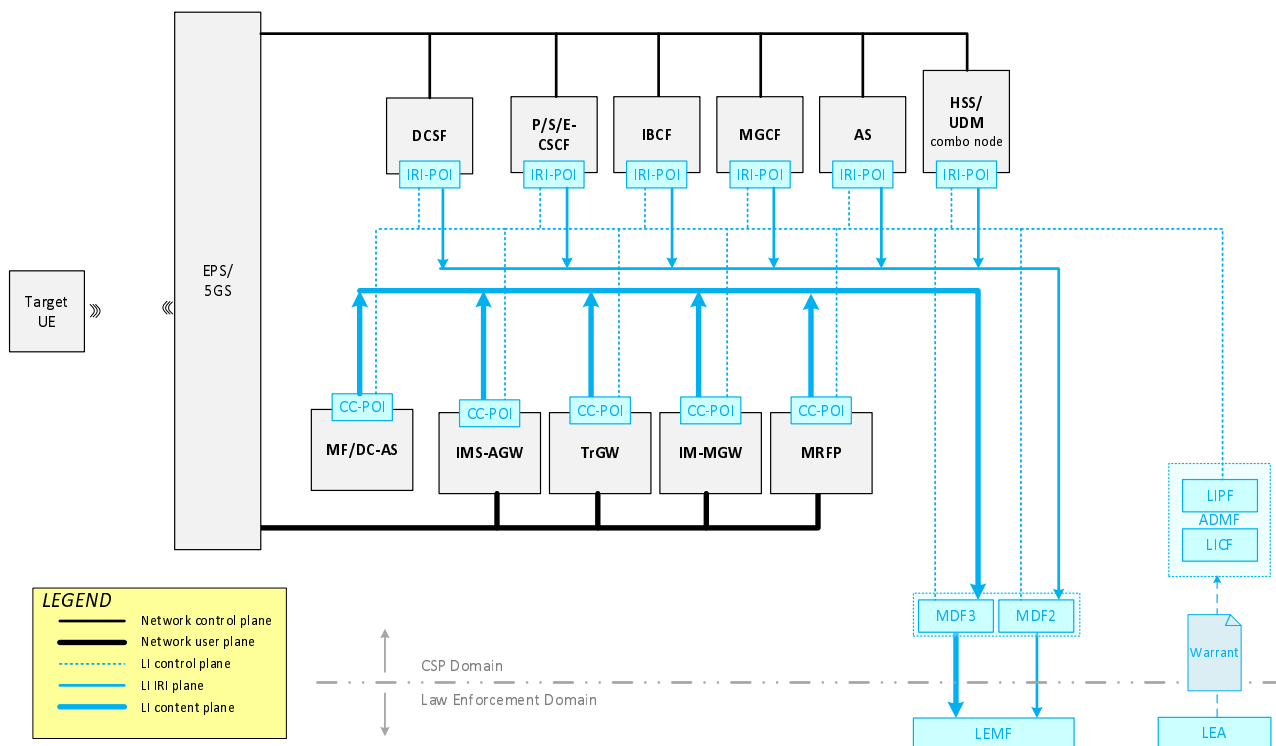 DCSF
IRI-POI
P/S/E-
CSCF
IRI-POI
IBCF
IRI-POI
MGCF
IRI-POI
AS
IRI-POI
HSS/
UDM
combo node
IRI-POI
EPS/
5GS
Target
UE
CC-POI
MF/DC-AS
CC-POI
IMS-AGW
CC-POI
TrGW
CC-POI
IM-MGW
CC-POI
MRFP
LIPF
ADMF
LICF
LEGEND
Network control plane
Network user plane
LI control plane
LI IRI plane
LI content plane
MDF3
MDF2
Warrant
CSP Domain
Law Enforcement Domain
LEMF
LEA